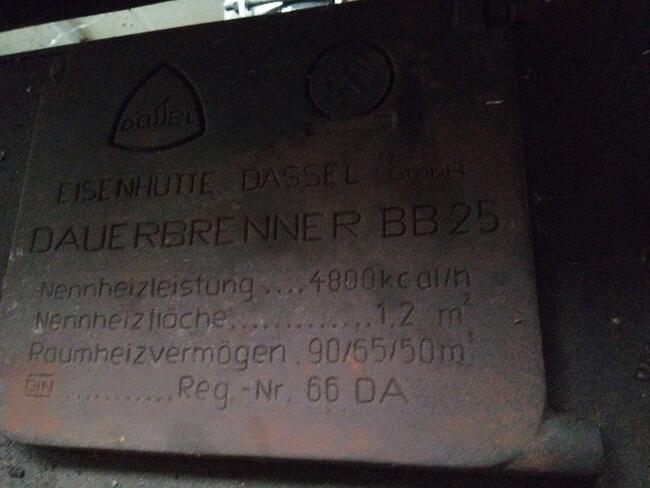 Dassel
EISENHÜTTE DASSEL GmbH
DAUERBRENNER BB25
Nennheizleistung....4800kcal/h
Nennheizfläche.............1,2 m²
Raumheizvermögen.90/65/50m³
DIN............Reg.-Nr. 66 DA